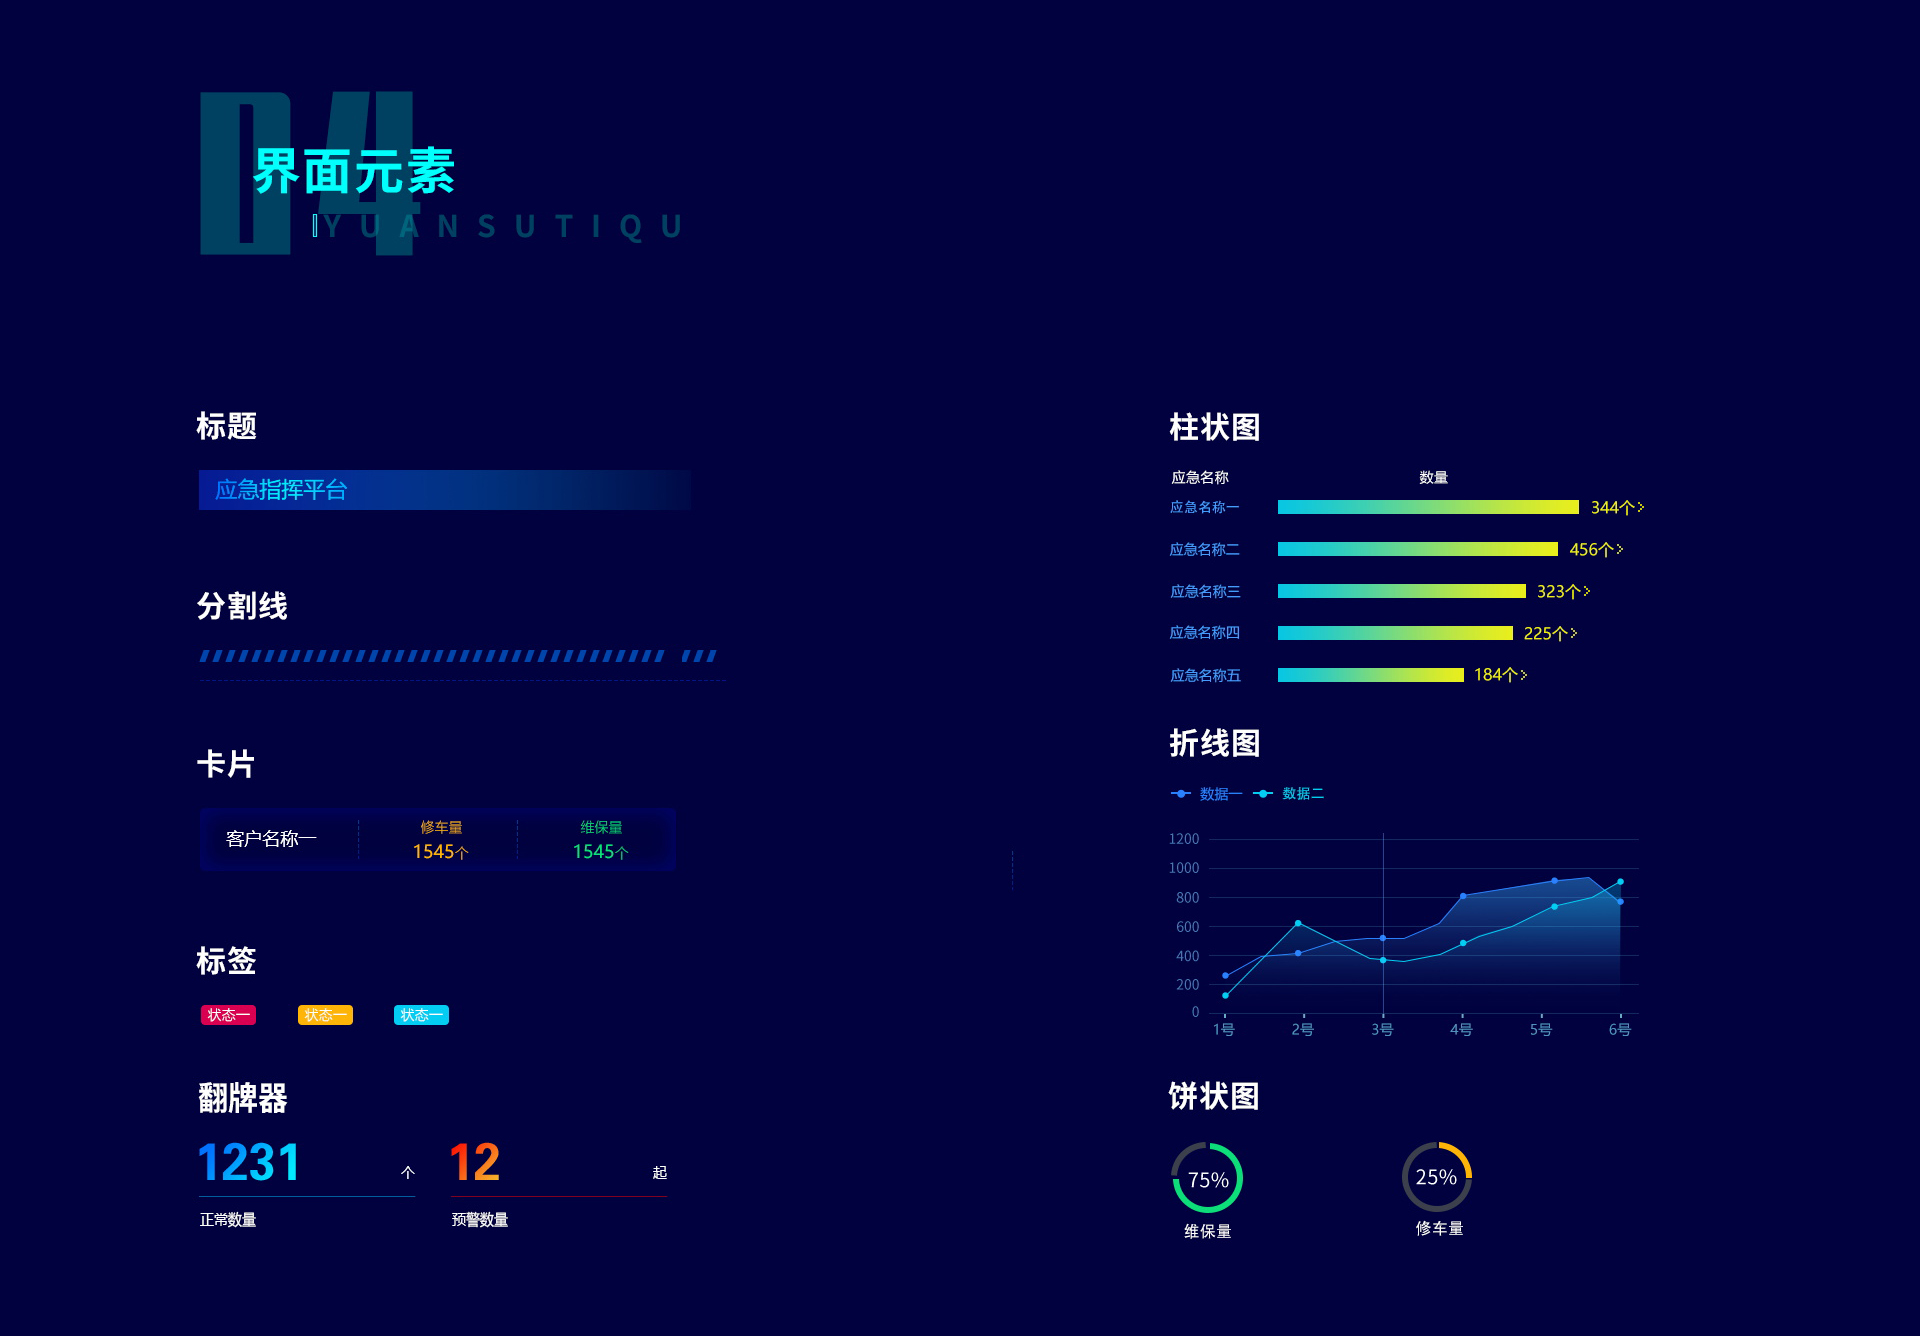 04
界面元素
YUANSUTIQU
标题
应急指挥平台
分割线
卡片
客户名称一
修车量
1545个
维保量
1545个
标签
状态一
状态一
状态一
翻牌器
1231
个
正常数量
12
起
预警数量
柱状图
应急名称 数量
应急名称一 344个
应急名称二 456个
应急名称三 323个
应急名称四 225个
应急名称五 184个
折线图
数据一 数据二
1200
1000
800
600
400
200
0
1号 2号 3号 4号 5号 6号
饼状图
75%
维保量
25%
修车量